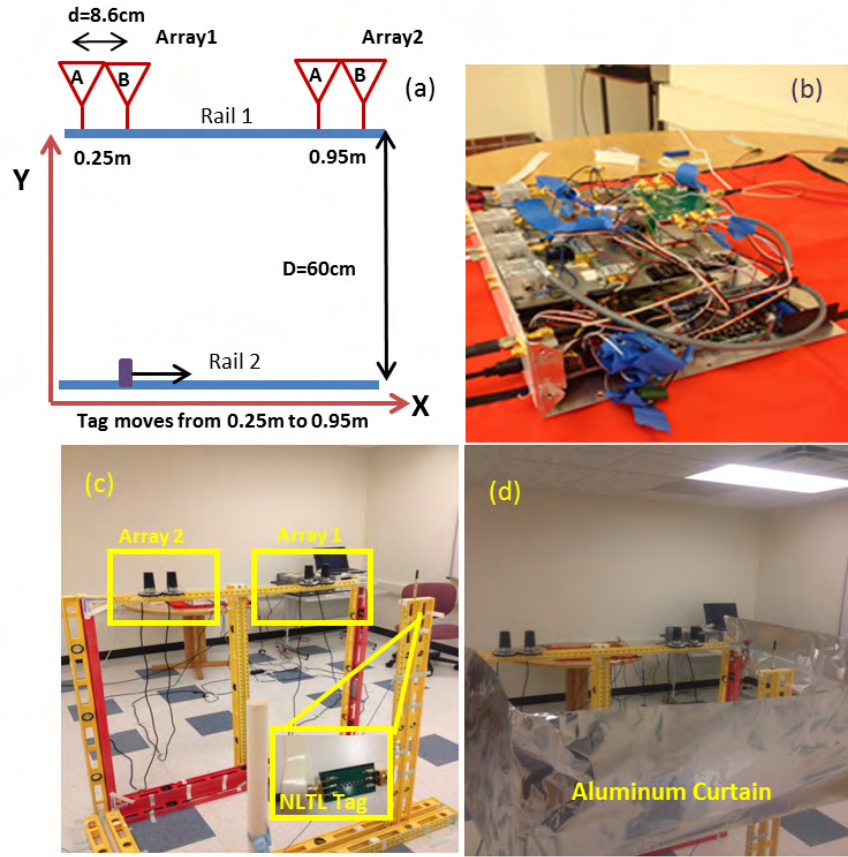 d=8.6cm
Array1
Array2
A B
A B
(a)
Rail 1
0.25m
0.95m
Y
D=60cm
Rail 2
X
Tag moves from 0.25m to 0.95m
(b)
(c)
Array 2
Array 1
NLTL Tag
(d)
Aluminum Curtain